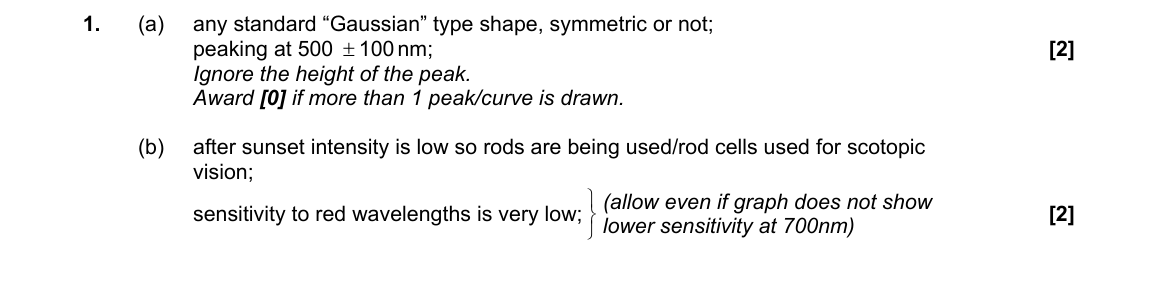 1. (a) any standard “Gaussian” type shape, symmetric or not;
peaking at 500 ±100 nm; [2]
Ignore the height of the peak.
Award [0] if more than 1 peak/curve is drawn.
(b) after sunset intensity is low so rods are being used/rod cells used for scotopic
vision;
sensitivity to red wavelengths is very low; (allow even if graph does not show
lower sensitivity at 700nm) [2]